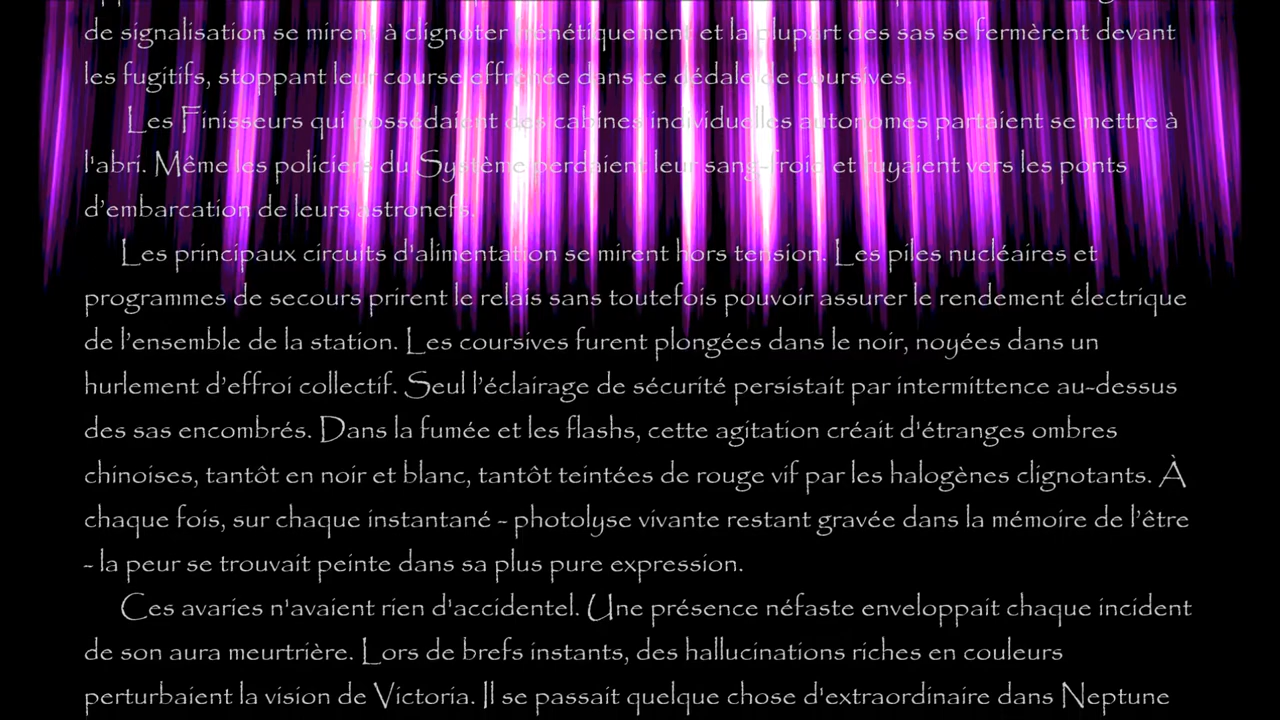 de signalisation se mirent à clignoter frénétiquement et la plupart des sas se fermèrent devant
les fugitifs, stoppant leur course effrénée dans ce dédale de coursives.
Les Finisseurs qui possédaient des cabines individuelles autonomes partaient se mettre à
l'abri. Même les policiers du Système perdaient leur sang-froid et fuyaient vers les ponts
d’embarcation de leurs astronefs.
Les principaux circuits d'alimentation se mirent hors tension. Les piles nucléaires et
programmes de secours prirent le relais sans toutefois pouvoir assurer le rendement électrique
de l’ensemble de la station. Les coursives furent plongées dans le noir, noyées dans un
hurlement d’effroi collectif. Seul l’éclairage de sécurité persistait par intermittence au-dessus
des sas encombrés. Dans la fumée et les flashs, cette agitation créait d'étranges ombres
chinoises, tantôt en noir et blanc, tantôt teintées de rouge vif par les halogènes clignotants. À
chaque fois, sur chaque instantané - photolyse vivante restant gravée dans la mémoire de l’être
- la peur se trouvait peinte dans sa plus pure expression.
Ces avaries n'avaient rien d'accidentel. Une présence néfaste enveloppait chaque incident
de son aura meurtrière. Lors de brefs instants, des hallucinations riches en couleurs
perturbaient la vision de Victoria. Il se passait quelque chose d'extraordinaire dans Neptune